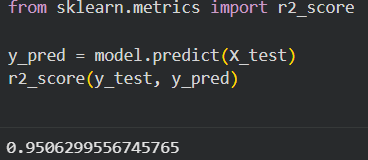 from sklearn.metrics import r2_score
y_pred = model.predict(X_test)
r2_score(y_test, y_pred)
0.9506299556745765